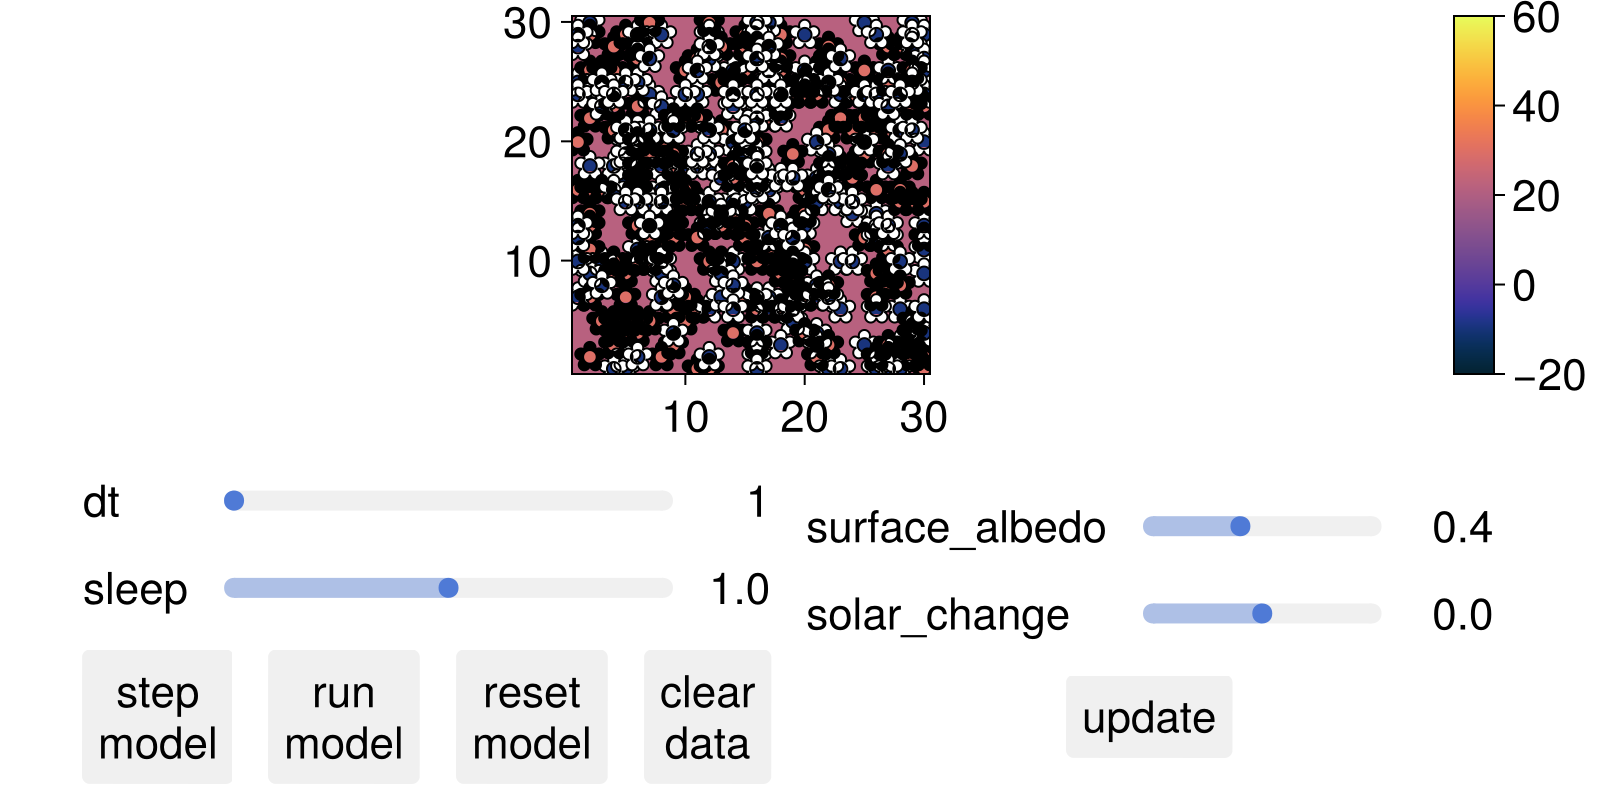 30
20
10
10 20 30
60
40
20
0
−20
dt 1
sleep 1.0
surface_albedo 0.4
solar_change 0.0
step
model
run
model
reset
model
clear
data
update